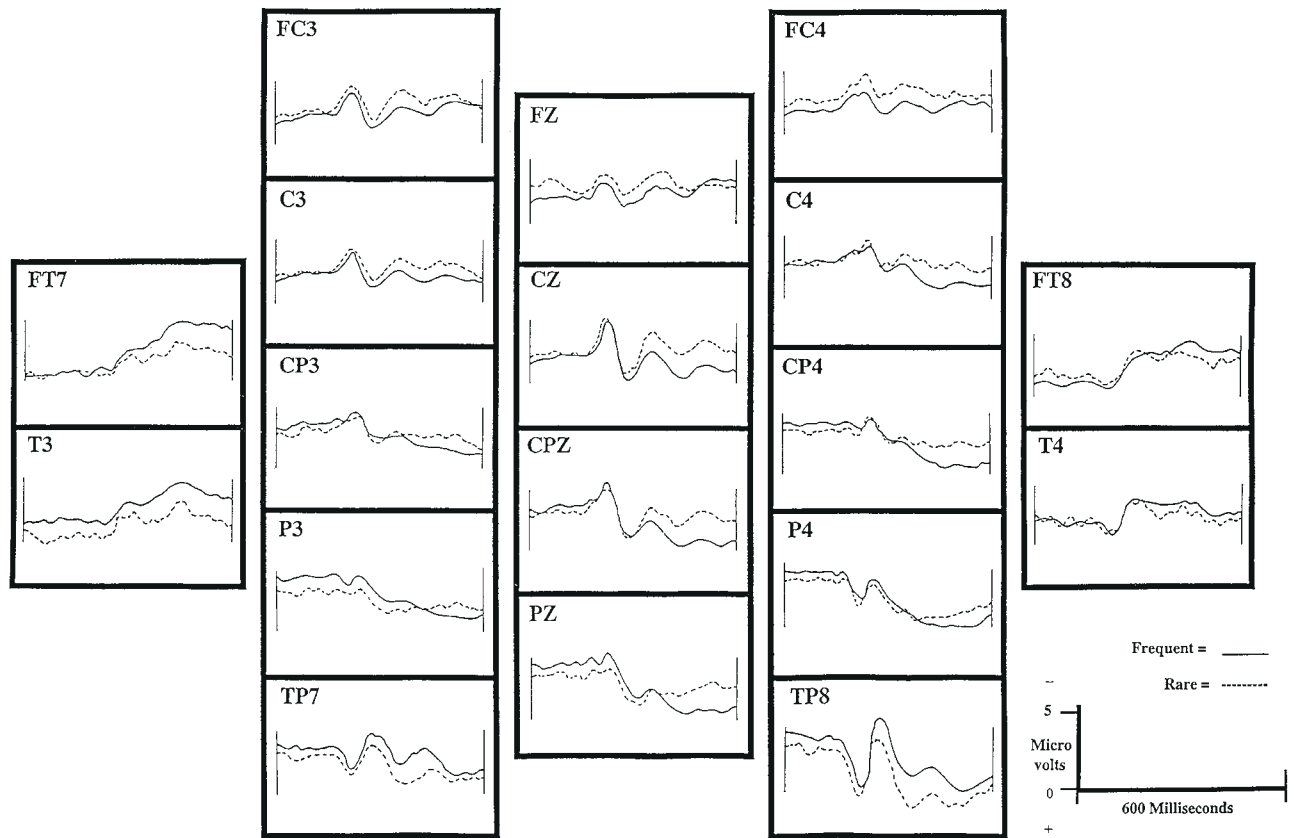 FC3
FC4
FZ
C3
C4
FT7
CZ
FT8
CP3
CP4
T3
CPZ
T4
P3
P4
PZ
Frequent =
Rare =
TP7
TP8
–
5
Micro
volts
0
600 Milliseconds
+